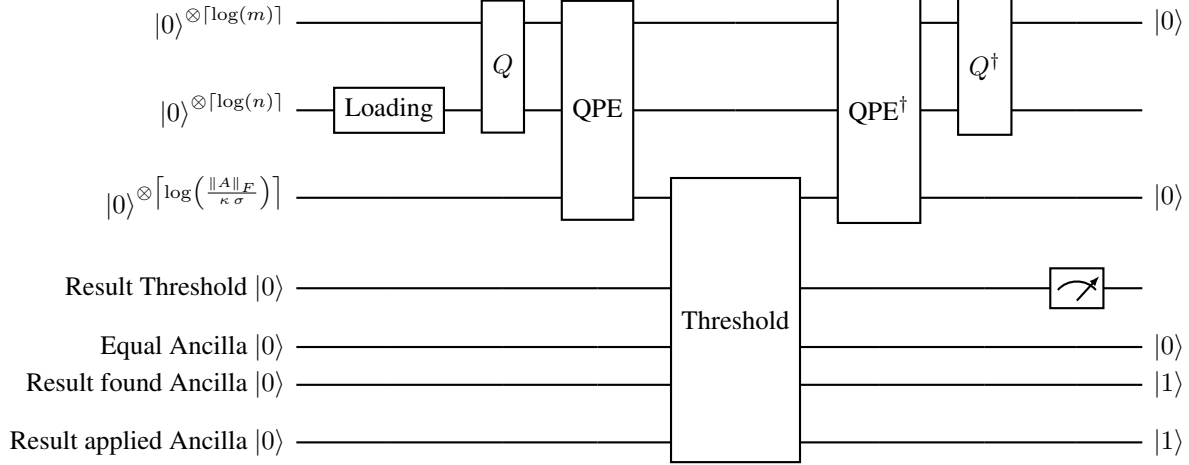 |0⟩^{⊗⌈log(m)⌉} |0⟩
Q
|0⟩^{⊗⌈log(n)⌉} Loading QPE QPE† Q†
|0⟩^{⊗⌈log(‖A‖_F / κ σ)⌉} |0⟩
Result Threshold |0⟩
Threshold
Equal Ancilla |0⟩ |0⟩
Result found Ancilla |0⟩ |1⟩
Result applied Ancilla |0⟩ |1⟩